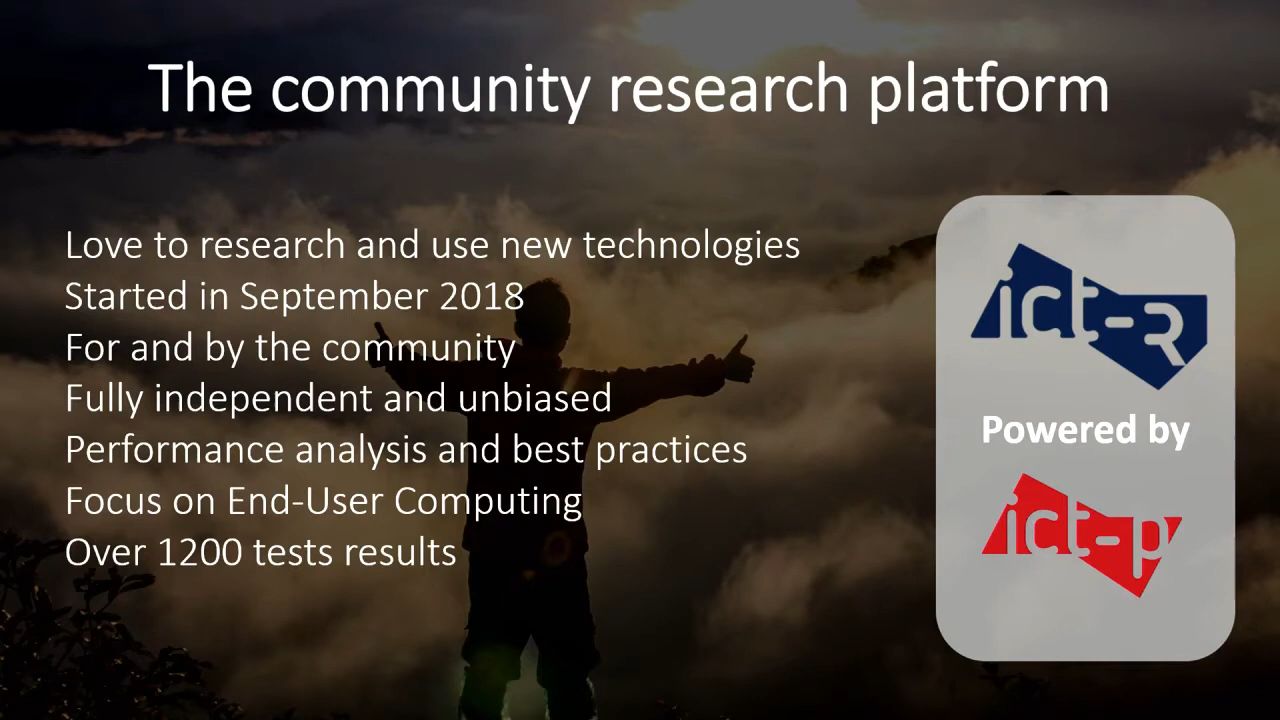 The community research platform
Love to research and use new technologies
Started in September 2018
For and by the community
Fully independent and unbiased
Performance analysis and best practices
Focus on End-User Computing
Over 1200 tests results
ict-R
Powered by
ict-p